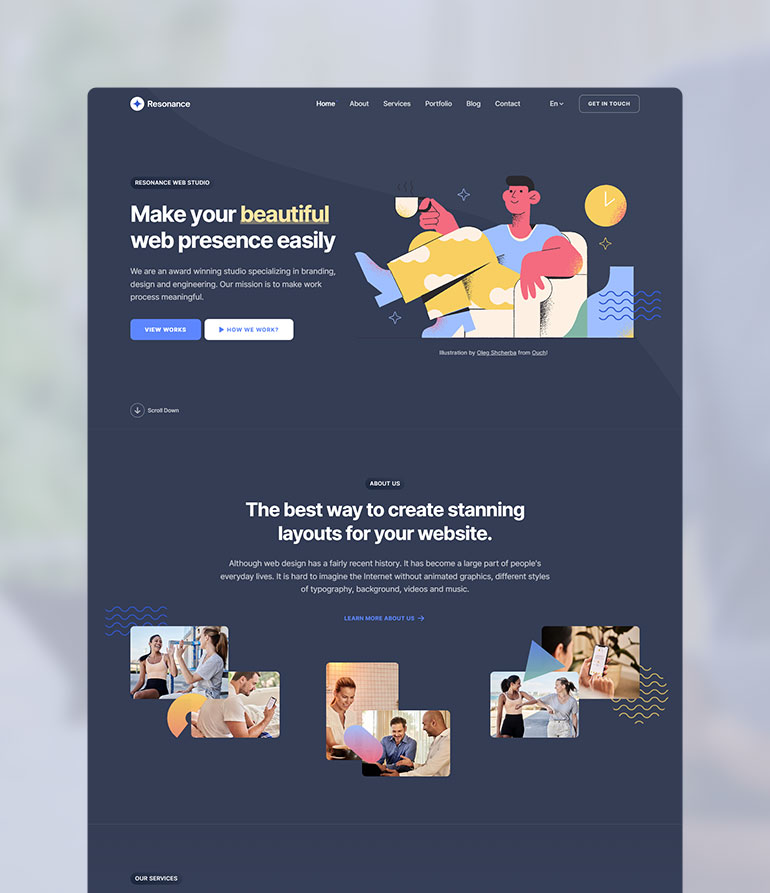 Resonance
Home About Services Portfolio Blog Contact En GET IN TOUCH
RESONANCE WEB STUDIO
Make your beautiful
web presence easily
We are an award winning studio specializing in branding,
design and engineering. Our mission is to make work
process meaningful.
VIEW WORKS HOW WE WORK?
Illustration by Oleg Shcherba from Ouch!
Scroll Down
ABOUT US
The best way to create stanning
layouts for your website.
Although web design has a fairly recent history. It has become a large part of people's
everyday lives. It is hard to imagine the Internet without animated graphics, different styles
of typography, background, videos and music.
LEARN MORE ABOUT US
OUR SERVICES